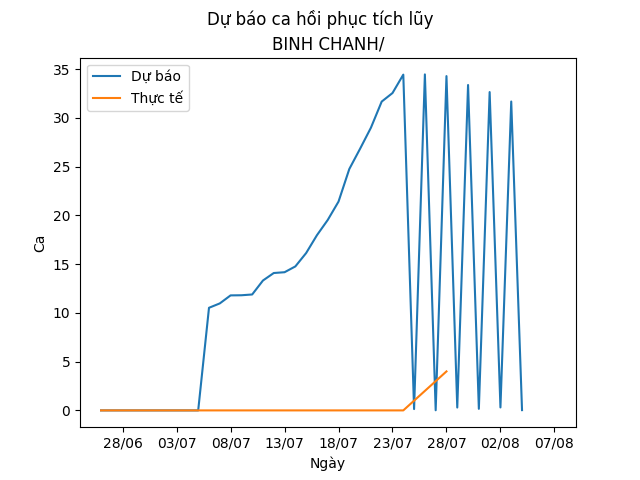 Dự báo ca hồi phục tích lũy
BINH CHANH/
Dự báo
Thực tế
35
30
25
20
15
10
5
0
Ca
28/06 03/07 08/07 13/07 18/07 23/07 28/07 02/08 07/08
Ngày